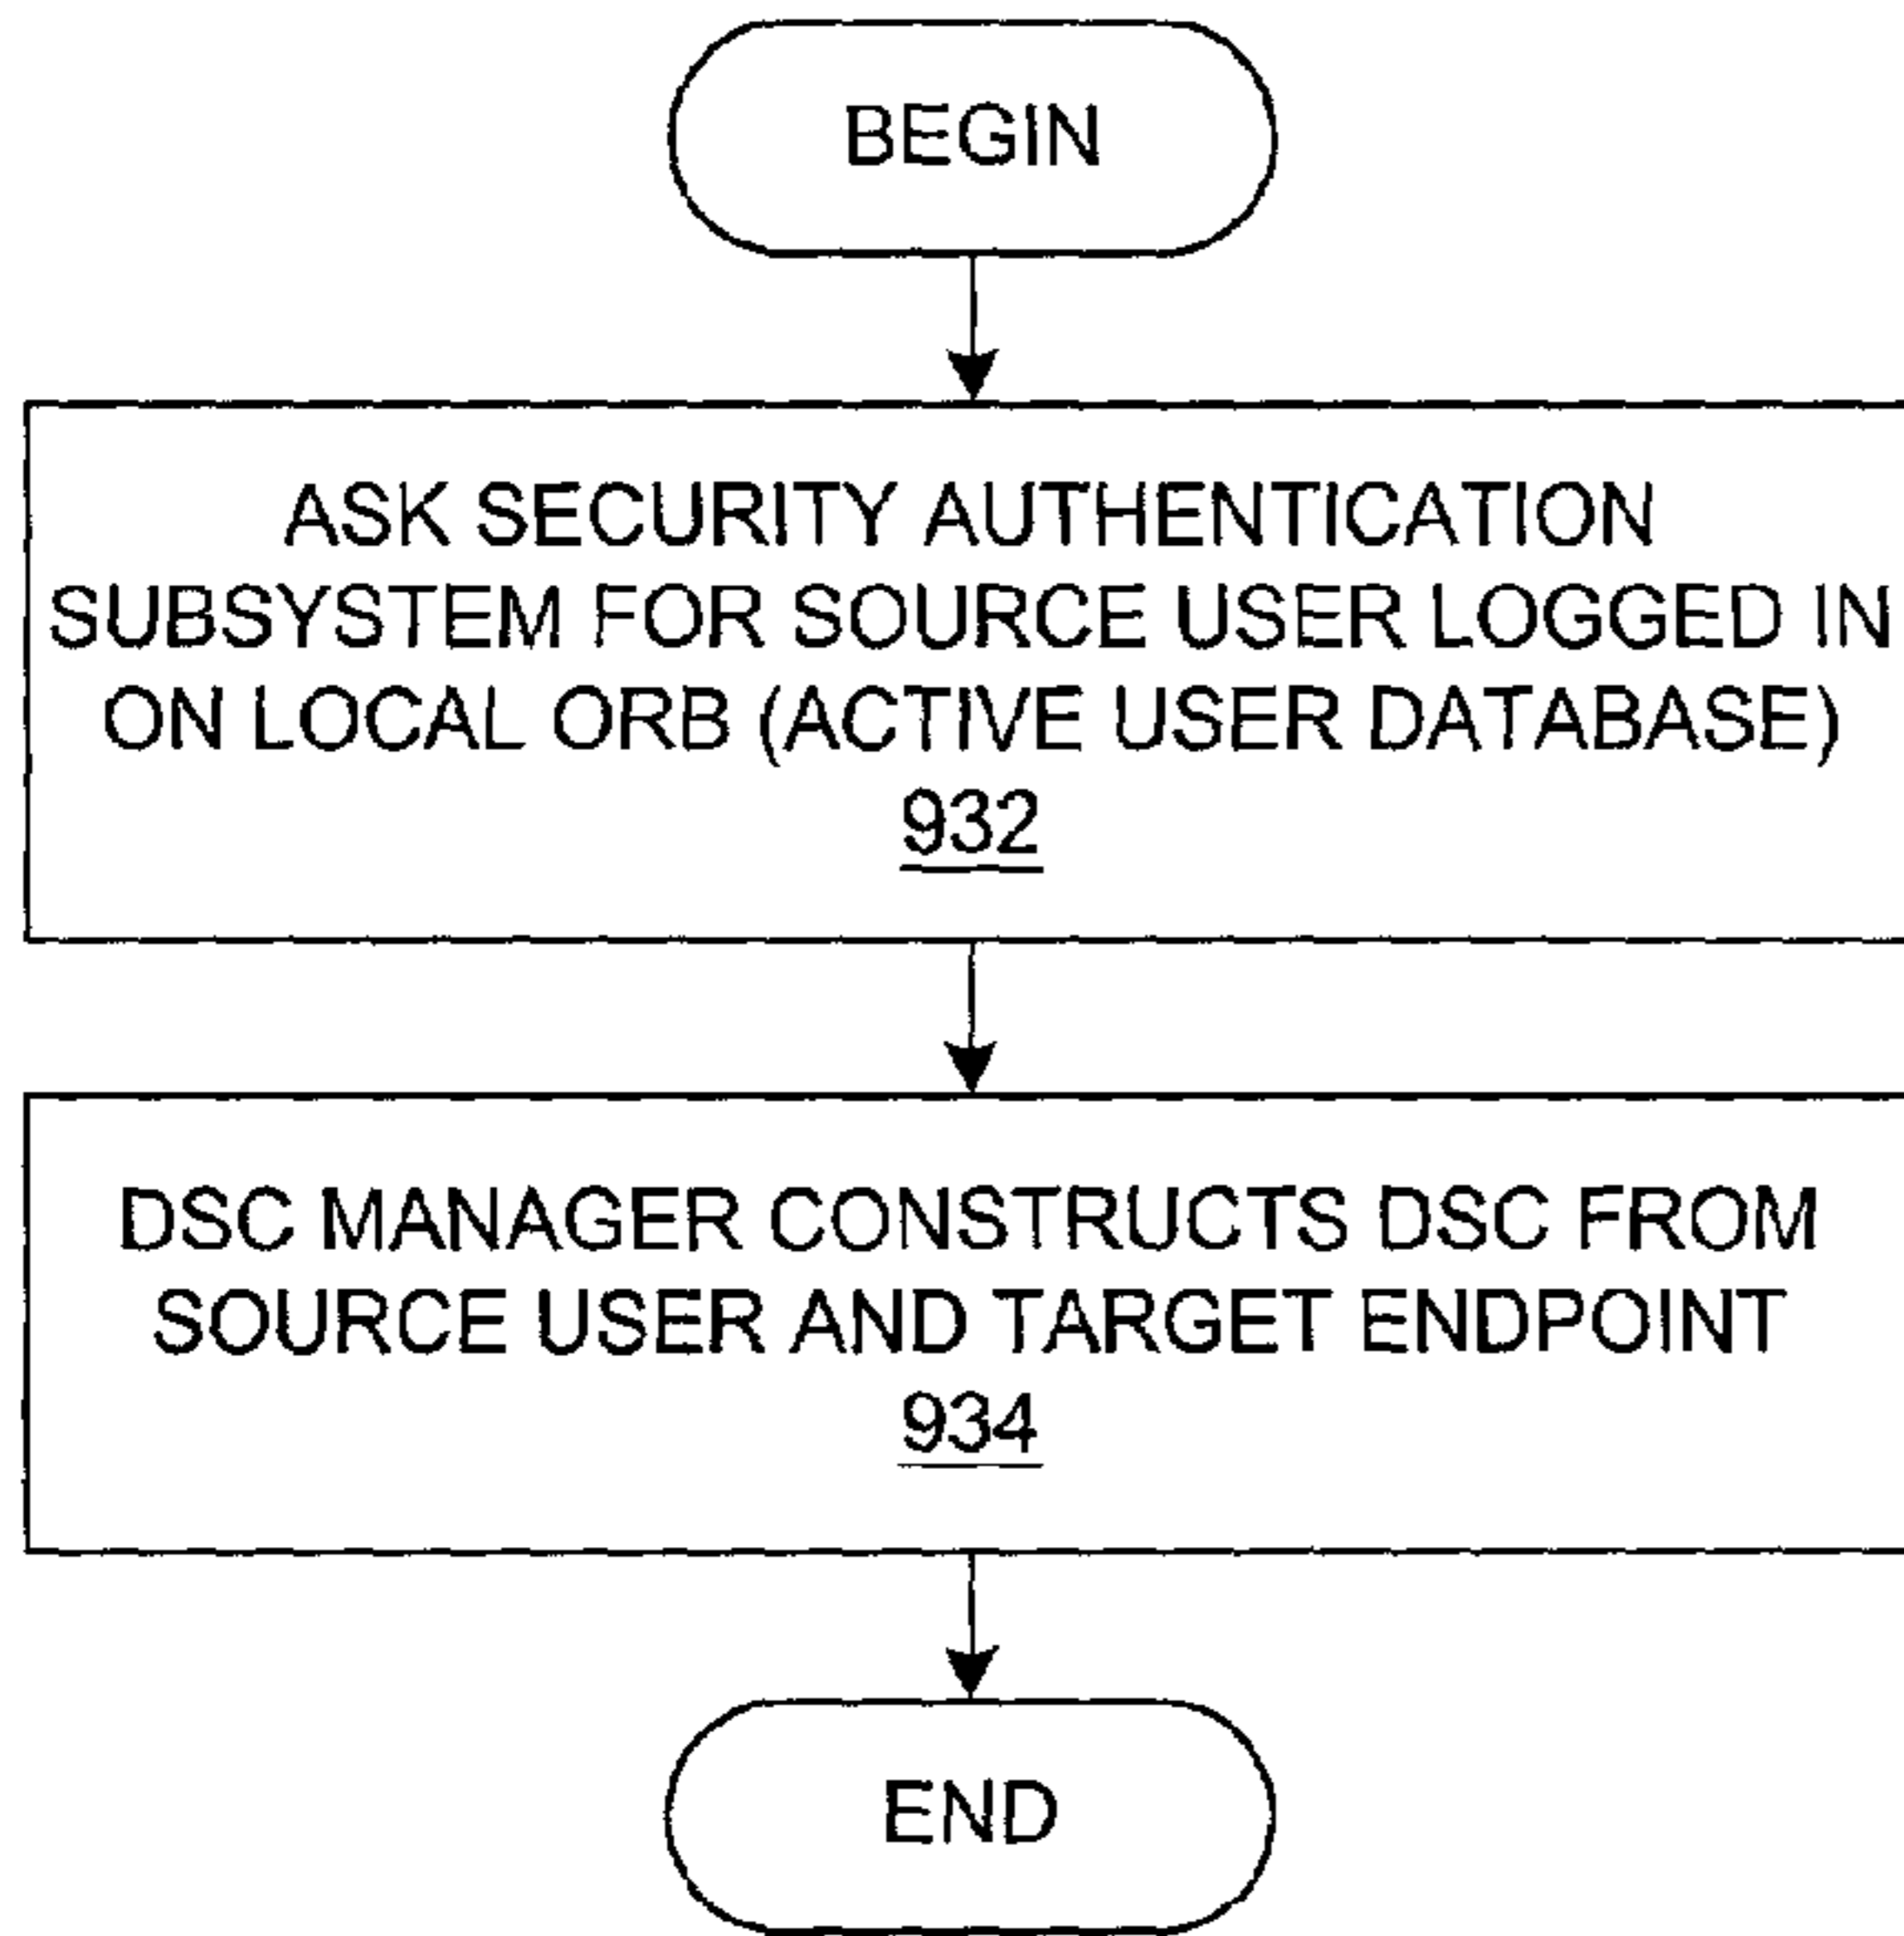 BEGIN
ASK SECURITY AUTHENTICATION
SUBSYSTEM FOR SOURCE USER LOGGED IN
ON LOCAL ORB (ACTIVE USER DATABASE)
932
DSC MANAGER CONSTRUCTS DSC FROM
SOURCE USER AND TARGET ENDPOINT
934
END